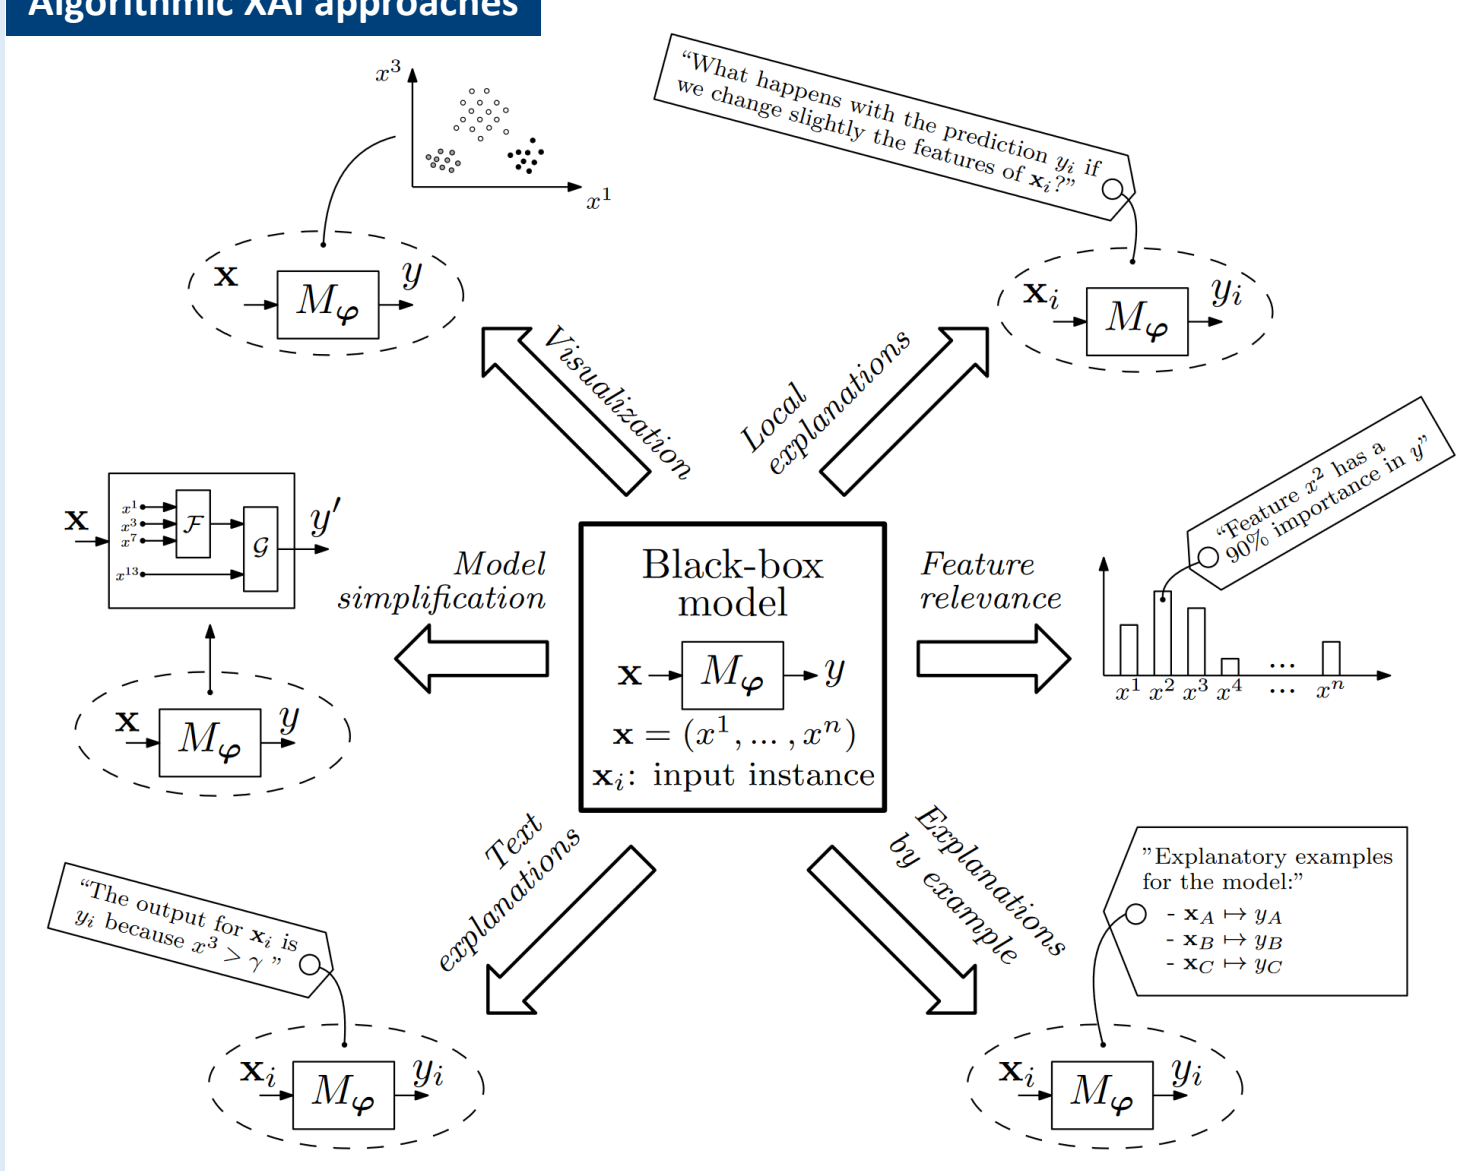 Algorithmic XAI approaches
x³
x¹
x
y
M_φ
Visualization
“What happens with the prediction y_i if
we change slightly the features of x_i?”
x_i
y_i
M_φ
Local
explanations
x
x¹
x³
x⁷
x¹³
F
G
y′
x
y
M_φ
Model
simplification
Black-box
model
x M_φ y
x = (x¹, ... , xⁿ)
x_i: input instance
Feature
relevance
“Feature x² has a
90% importance in y”
...
x¹ x² x³ x⁴ ... xⁿ
Text
explanations
“The output for x_i is
y_i because x³ > γ ”
x_i
y_i
M_φ
Explanations
by example
”Explanatory examples
for the model:”
- x_A ↦ y_A
- x_B ↦ y_B
- x_C ↦ y_C
x_i
y_i
M_φ